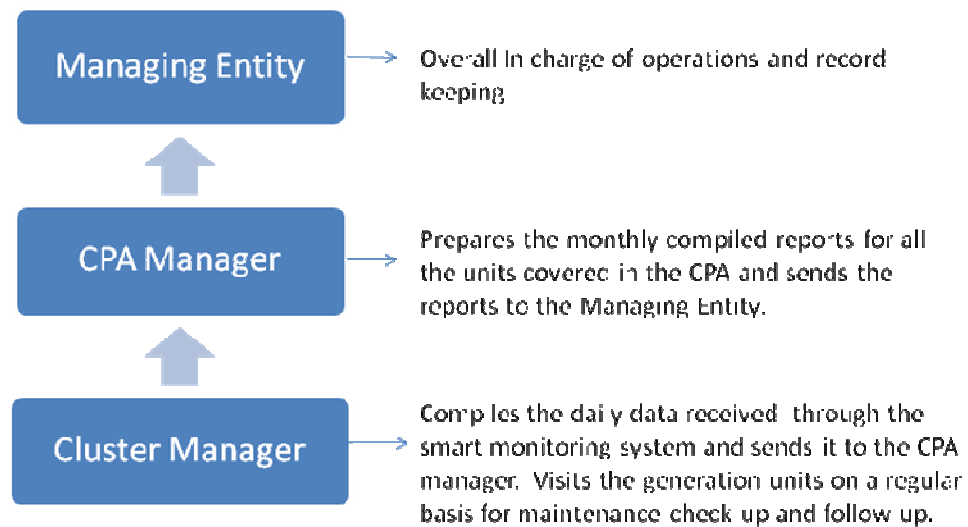 Managing Entity
Overall In charge of operations and record
keeping
CPA Manager
Prepares the monthly compiled reports for all
the units covered in the CPA and sends the
reports to the Managing Entity.
Cluster Manager
Compiles the daily data received through the
smart monitoring system and sends it to the CPA
manager. Visits the generation units on a regular
basis for maintenance check up and follow up.